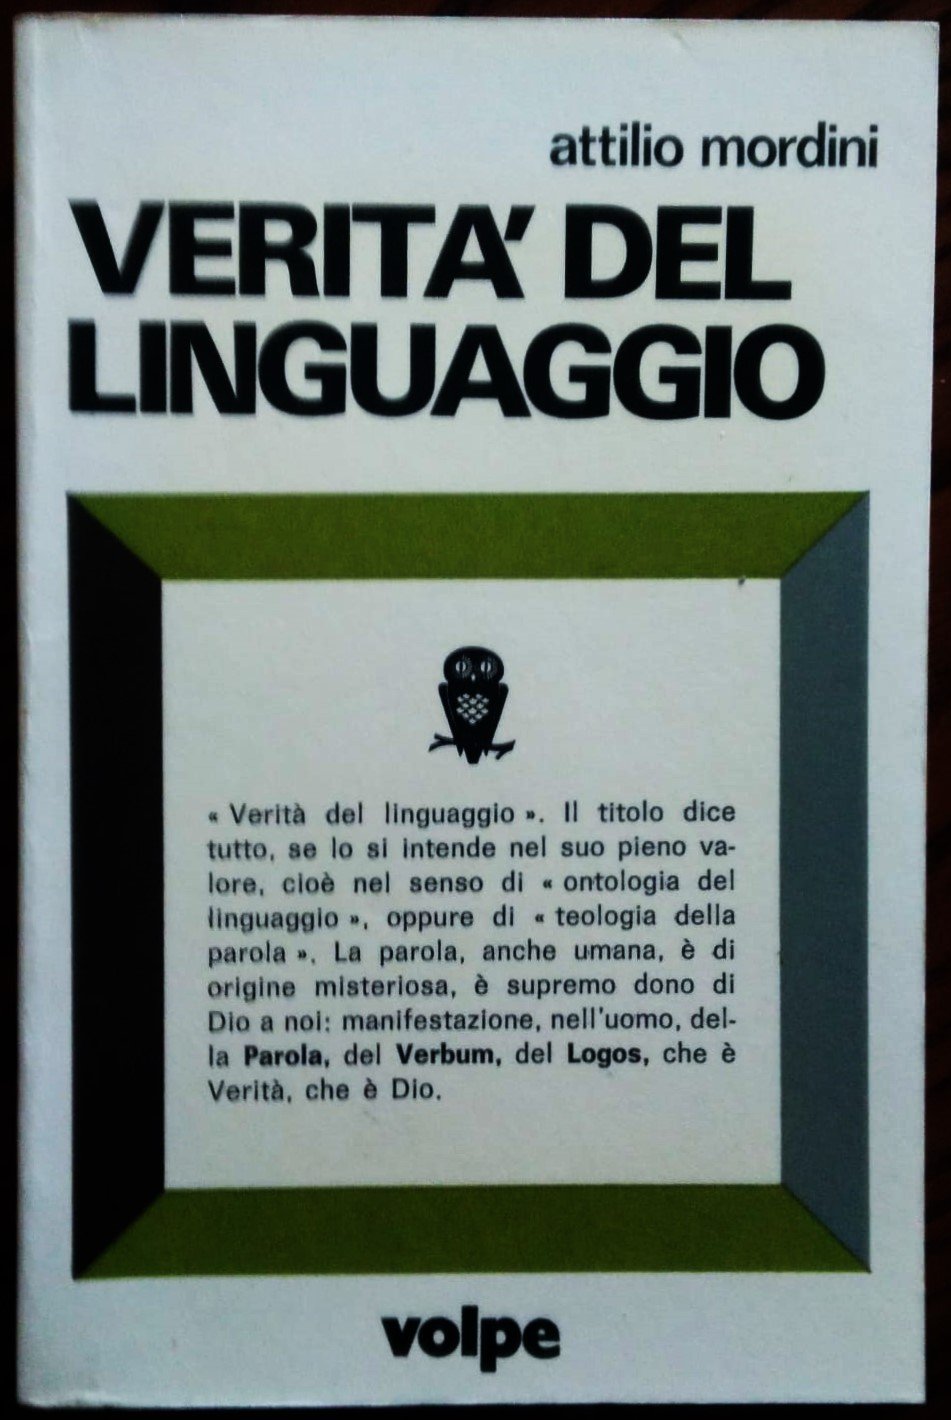 attilio mordini
VERITA' DEL
LINGUAGGIO
« Verità del linguaggio ». Il titolo dice
tutto, se lo si intende nel suo pieno va-
lore, cioè nel senso di « ontologia del
linguaggio », oppure di « teologia della
parola ». La parola, anche umana, è di
origine misteriosa, è supremo dono di
Dio a noi: manifestazione, nell'uomo, del-
la Parola, del Verbum, del Logos, che è
Verità, che è Dio.
volpe